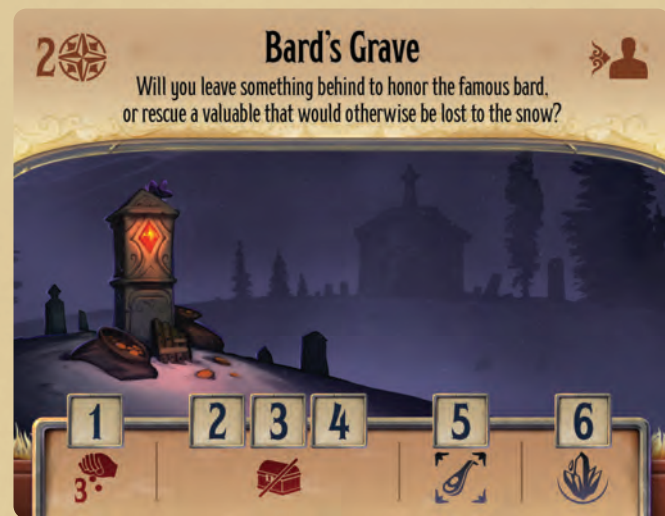 2
Bard's Grave
Will you leave something behind to honor the famous bard,
or rescue a valuable that would otherwise be lost to the snow?
1 2 3 4 5 6
3